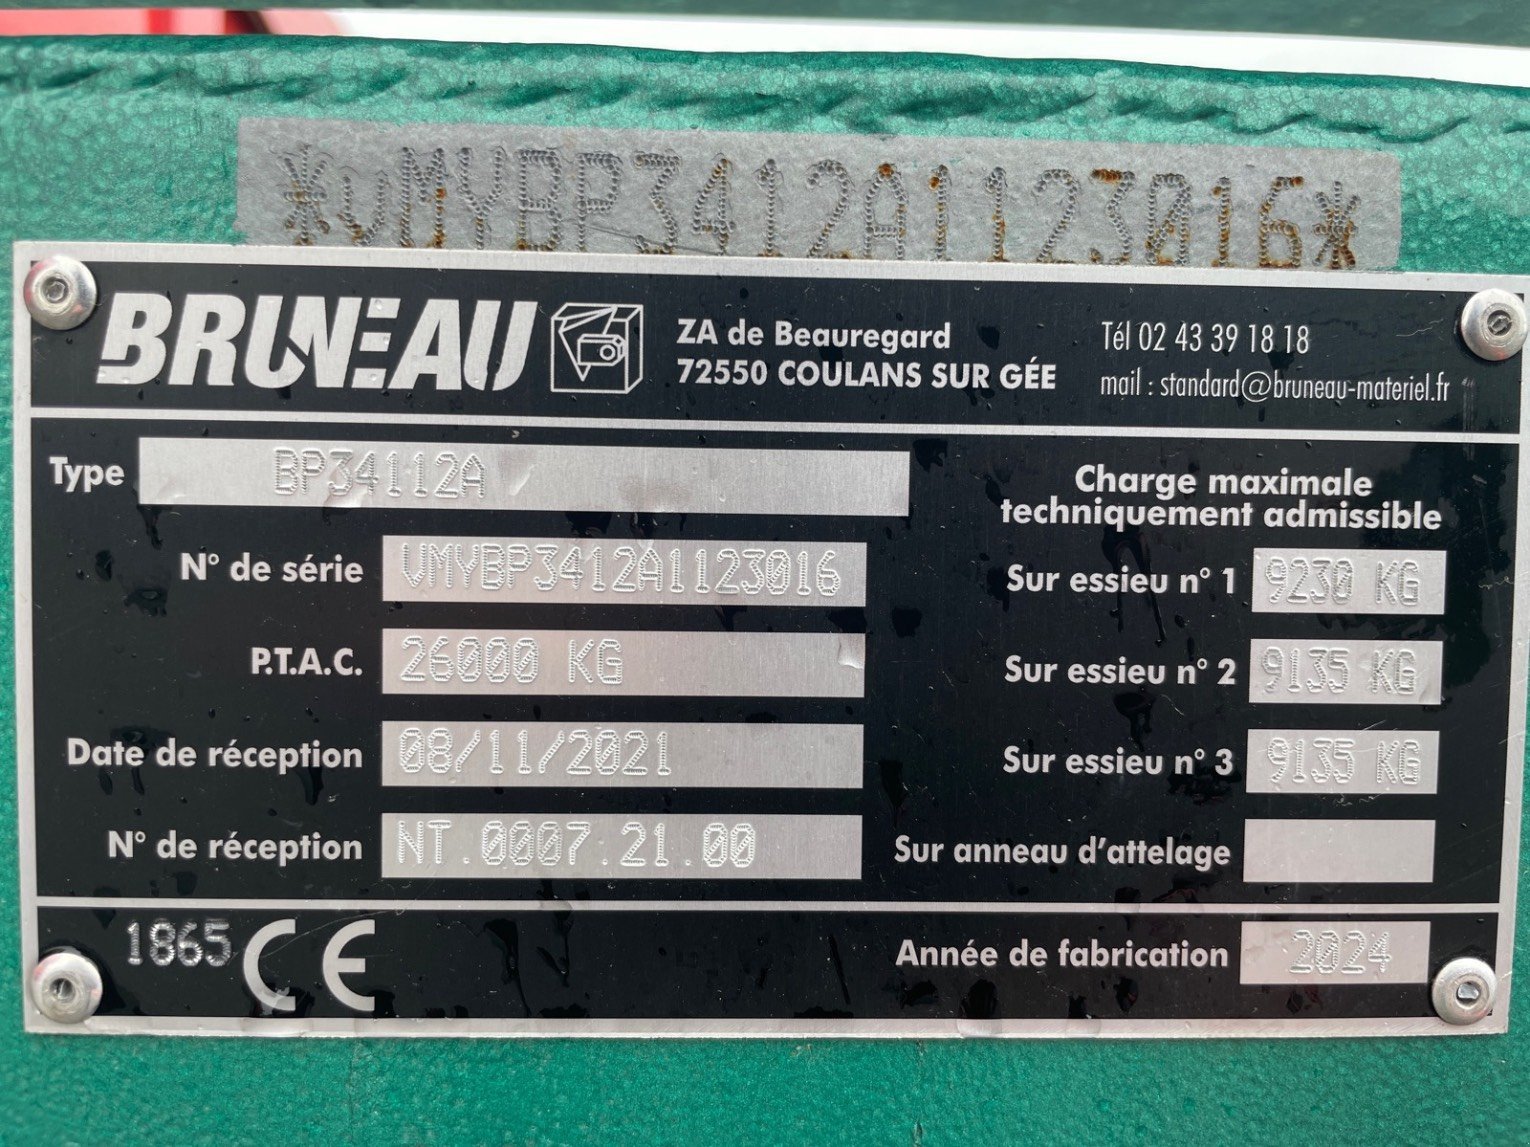 *VMYBP3412A1123016*
BRUNEAU
ZA de Beauregard
72550 COULANS SUR GÉE
Tél 02 43 39 18 18
mail : standard@bruneau-materiel.fr
Type BP34112A
N° de série VMYBP3412A1123016
P.T.A.C. 26000 KG
Date de réception 08/11/2021
N° de réception NT.0007.21.00
Charge maximale
techniquement admissible
Sur essieu n° 1 9230 KG
Sur essieu n° 2 9135 KG
Sur essieu n° 3 9135 KG
Sur anneau d'attelage
1865 CE
Année de fabrication 2024